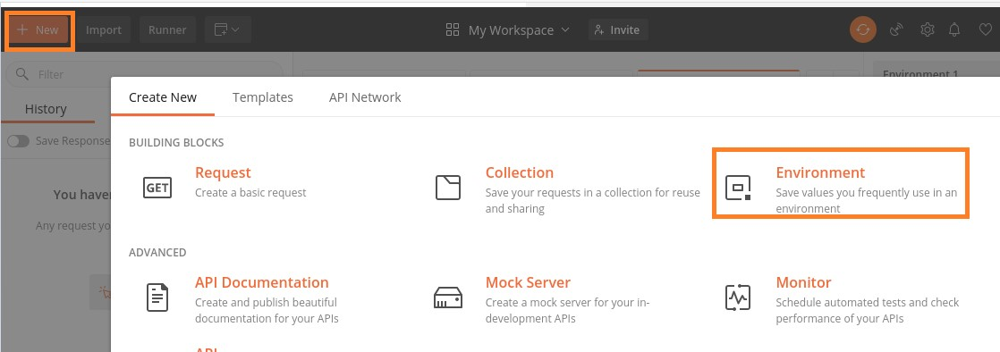 New
Import
Runner
My Workspace
Invite
Filter
Environment 1
Create New
Templates
API Network
History
Save Response
BUILDING BLOCKS
GET
Request
Create a basic request
Collection
Save your requests in a collection for reuse
and sharing
Environment
Save values you frequently use in an
environment
You haven
Any request yo
ADVANCED
API Documentation
Create and publish beautiful
documentation for your APIs
Mock Server
Create a mock server for your in-
development APIs
Monitor
Schedule automated tests and check
performance of your APIs
API